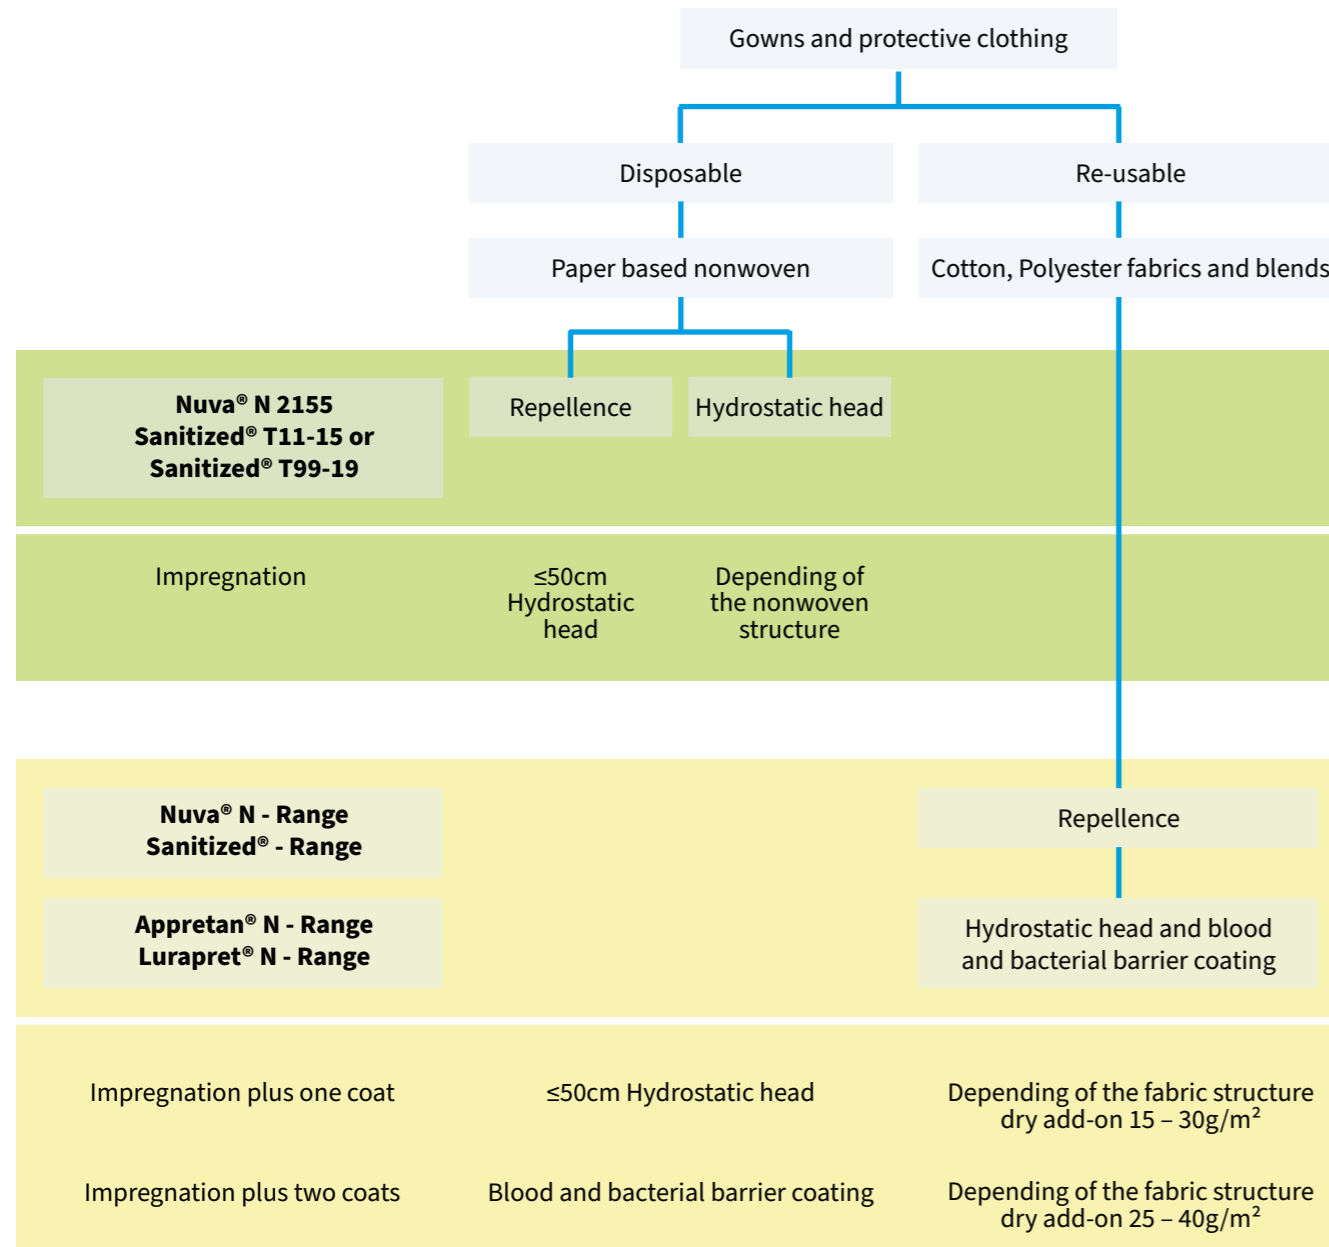 Gowns and protective clothing
Disposable
Re-usable
Paper based nonwoven
Cotton, Polyester fabrics and blends
Nuva® N 2155
Sanitized® T11-15 or
Sanitized® T99-19
Repellence
Hydrostatic head
Impregnation
≤50cm
Hydrostatic
head
Depending of
the nonwoven
structure
Nuva® N - Range
Sanitized® - Range
Repellence
Appretan® N - Range
Lurapret® N - Range
Hydrostatic head and blood
and bacterial barrier coating
Impregnation plus one coat
≤50cm Hydrostatic head
Depending of the fabric structure
dry add-on 15 – 30g/m²
Impregnation plus two coats
Blood and bacterial barrier coating
Depending of the fabric structure
dry add-on 25 – 40g/m²